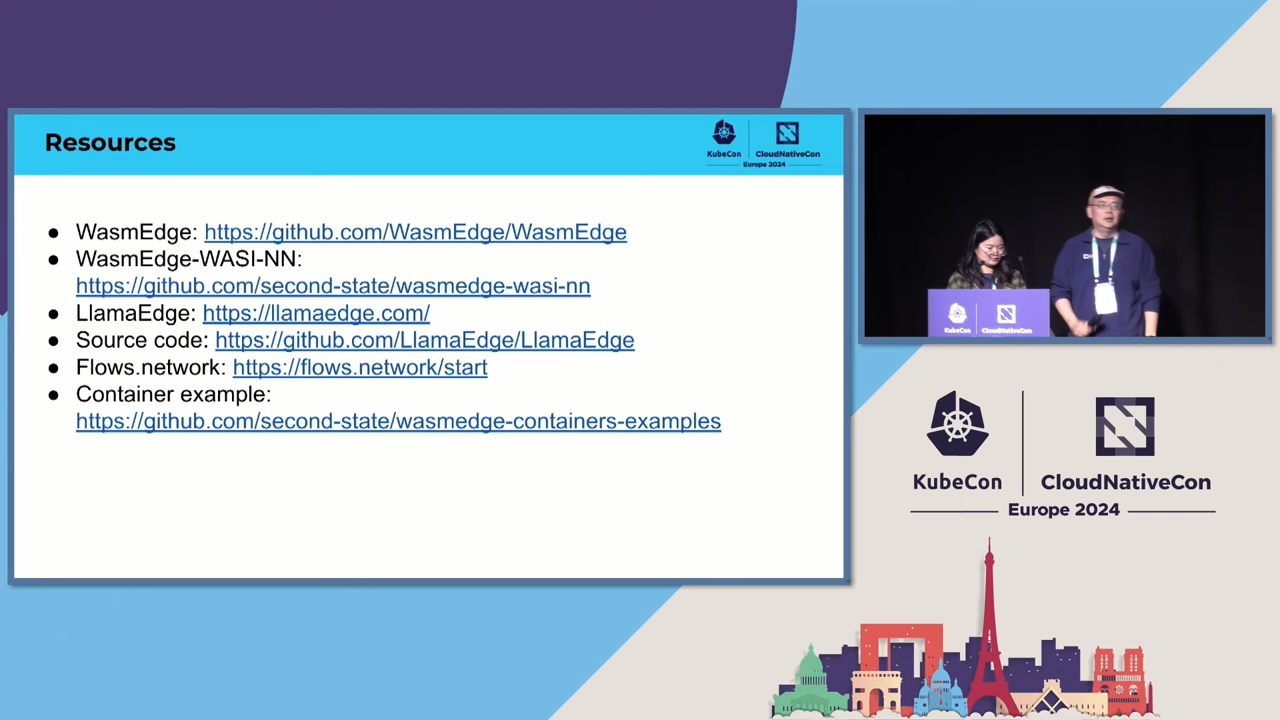 Resources
KubeCon
CloudNativeCon
Europe 2024
● WasmEdge: https://github.com/WasmEdge/WasmEdge
● WasmEdge-WASI-NN:
https://github.com/second-state/wasmedge-wasi-nn
● LlamaEdge: https://llamaedge.com/
● Source code: https://github.com/LlamaEdge/LlamaEdge
● Flows.network: https://flows.network/start
● Container example:
https://github.com/second-state/wasmedge-containers-examples
KubeCon
CloudNativeCon
KubeCon
CloudNativeCon
Europe 2024